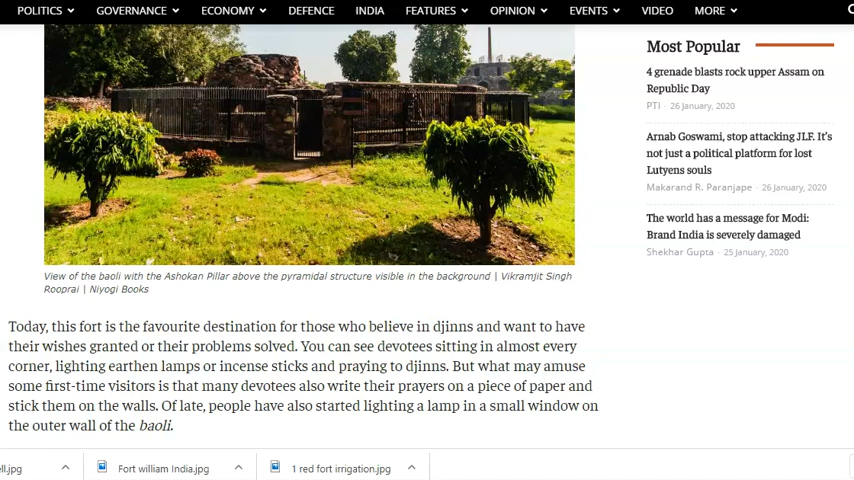 POLITICS GOVERNANCE ECONOMY DEFENCE INDIA FEATURES OPINION EVENTS VIDEO MORE
View of the baoli with the Ashokan Pillar above the pyramidal structure visible in the background | Vikramjit Singh
Rooprai | Niyogi Books
Today, this fort is the favourite destination for those who believe in djinns and want to have
their wishes granted or their problems solved. You can see devotees sitting in almost every
corner, lighting earthen lamps or incense sticks and praying to djinns. But what may amuse
some first-time visitors is that many devotees also write their prayers on a piece of paper and
stick them on the walls. Of late, people have also started lighting a lamp in a small window on
the outer wall of the baoli.
Most Popular
4 grenade blasts rock upper Assam on
Republic Day
PTI - 26 January, 2020
Arnab Goswami, stop attacking JLF. It's
not just a political platform for lost
Lutyens souls
Makarand R. Paranjape - 26 January, 2020
The world has a message for Modi:
Brand India is severely damaged
Shekhar Gupta - 25 January, 2020
ll.jpg Fort william India.jpg 1 red fort irrigation.jpg